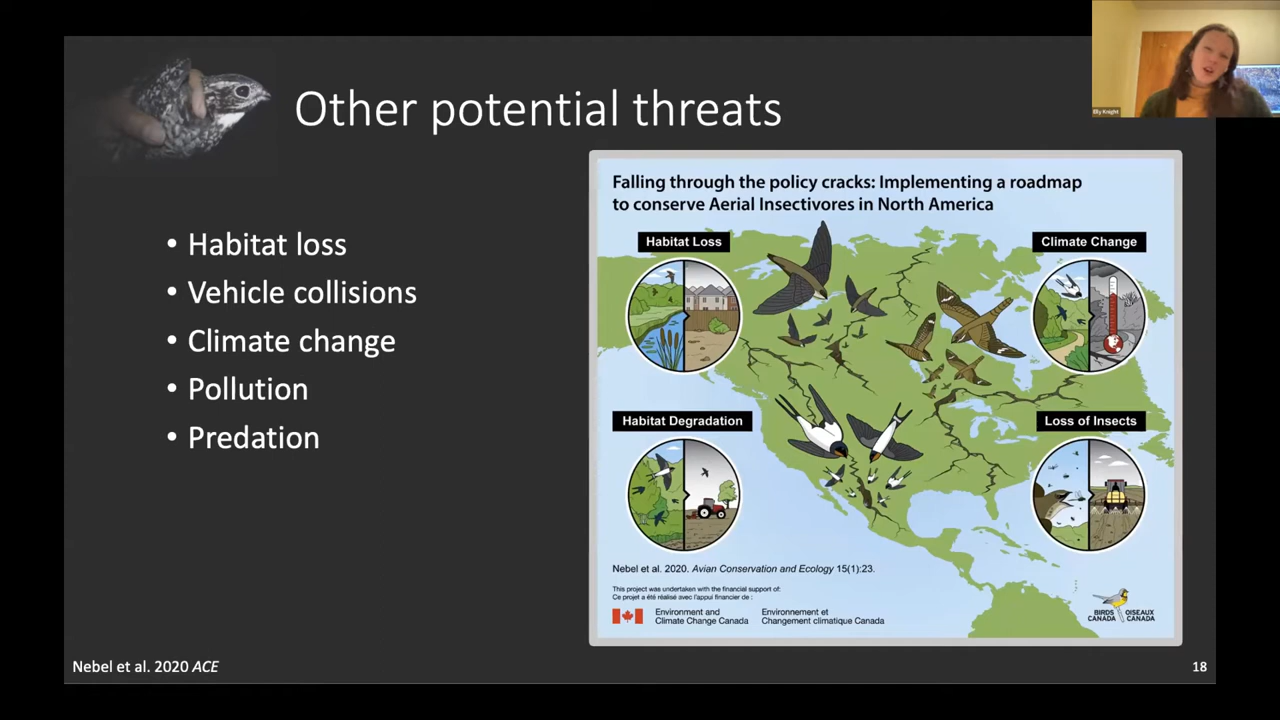 Other potential threats
• Habitat loss
• Vehicle collisions
• Climate change
• Pollution
• Predation
Falling through the policy cracks: Implementing a roadmap
to conserve Aerial Insectivores in North America
Habitat Loss
Climate Change
Habitat Degradation
Loss of Insects
Nebel et al. 2020. Avian Conservation and Ecology 15(1):23.
This project was undertaken with the financial support of:
Ce projet a été réalisé avec l'appui financier de :
Environment and
Climate Change Canada
Environnement et
Changement climatique Canada
BIRDS CANADA
OISEAUX CANADA
Nebel et al. 2020 ACE
18
Elly Knight